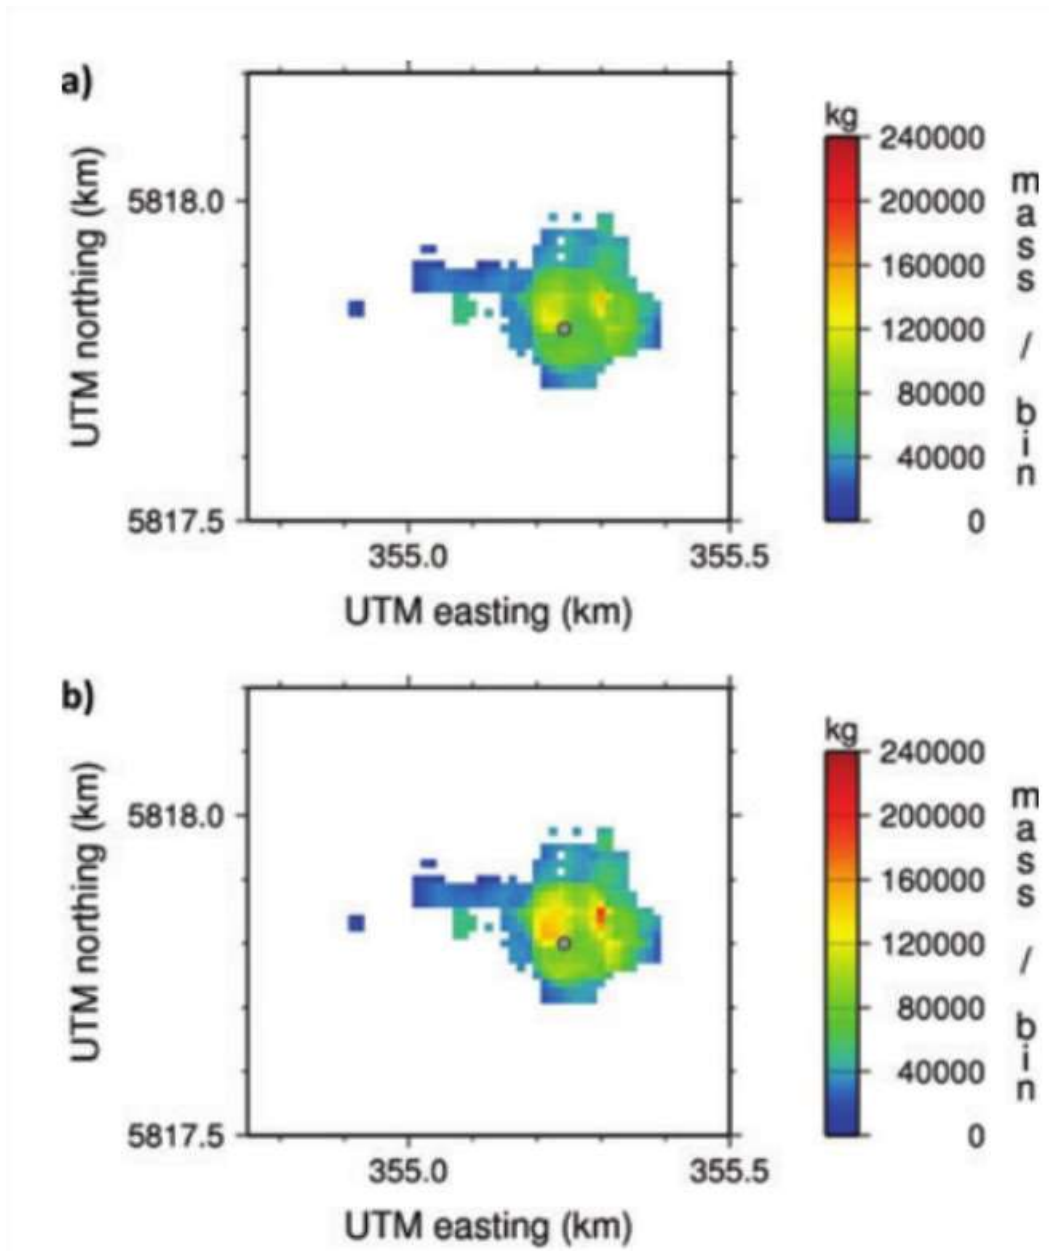 a)
UTM northing (km)
5818.0
5817.5
355.0 355.5
UTM easting (km)
kg
240000
200000
160000
120000
80000
40000
0
mass / bin
b)
UTM northing (km)
5818.0
5817.5
355.0 355.5
UTM easting (km)
kg
240000
200000
160000
120000
80000
40000
0
mass / bin